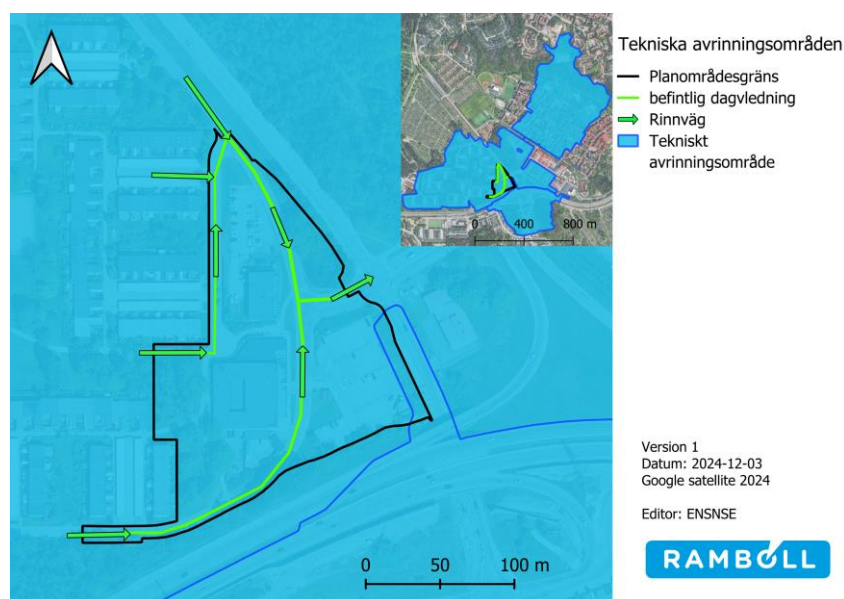 Tekniska avrinningsområden
Planområdesgräns
befintlig dagvledning
Rinnväg
Tekniskt
avrinningsområde
0 400 800 m
Version 1
Datum: 2024-12-03
Google satellite 2024
Editor: ENSNSE
RAMBOLL
0 50 100 m